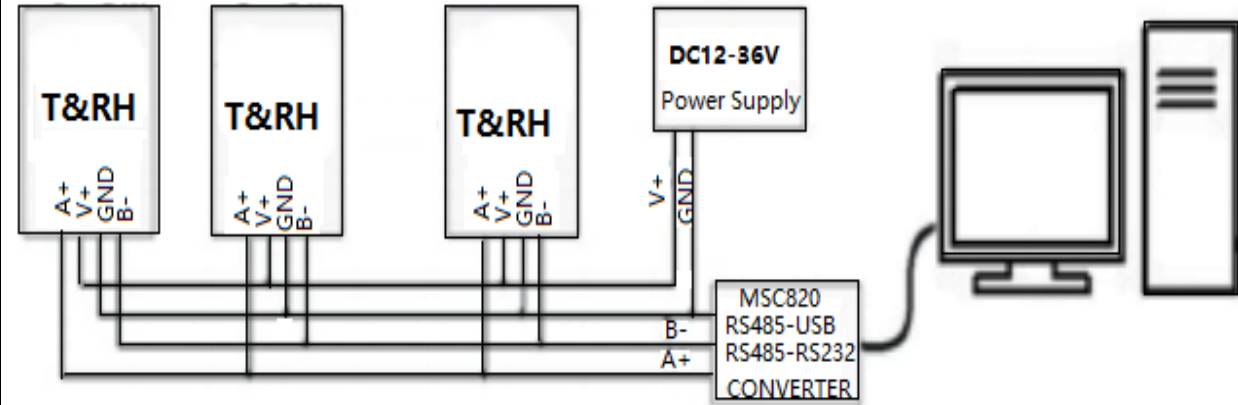 T&RH
A+
V+
GND
B-
T&RH
A+
V+
GND
B-
T&RH
A+
V+
GND
B-
DC12-36V
Power Supply
V+
GND
B-
A+
MSC820
RS485-USB
RS485-RS232
CONVERTER